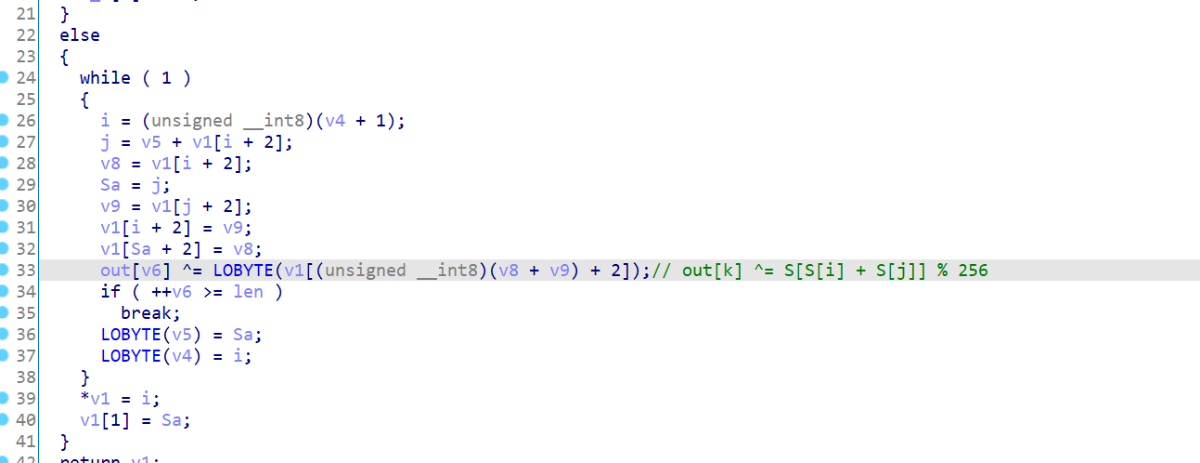 21 }
22 else
23 {
24 while ( 1 )
25 {
26 i = (unsigned __int8)(v4 + 1);
27 j = v5 + v1[i + 2];
28 v8 = v1[i + 2];
29 Sa = j;
30 v9 = v1[j + 2];
31 v1[i + 2] = v9;
32 v1[Sa + 2] = v8;
33 out[v6] ^= LOBYTE(v1[(unsigned __int8)(v8 + v9) + 2]);// out[k] ^= S[S[i] + S[j]] % 256
34 if ( ++v6 >= len )
35 break;
36 LOBYTE(v5) = Sa;
37 LOBYTE(v4) = i;
38 }
39 *v1 = i;
40 v1[1] = Sa;
41 }
42 return v1;